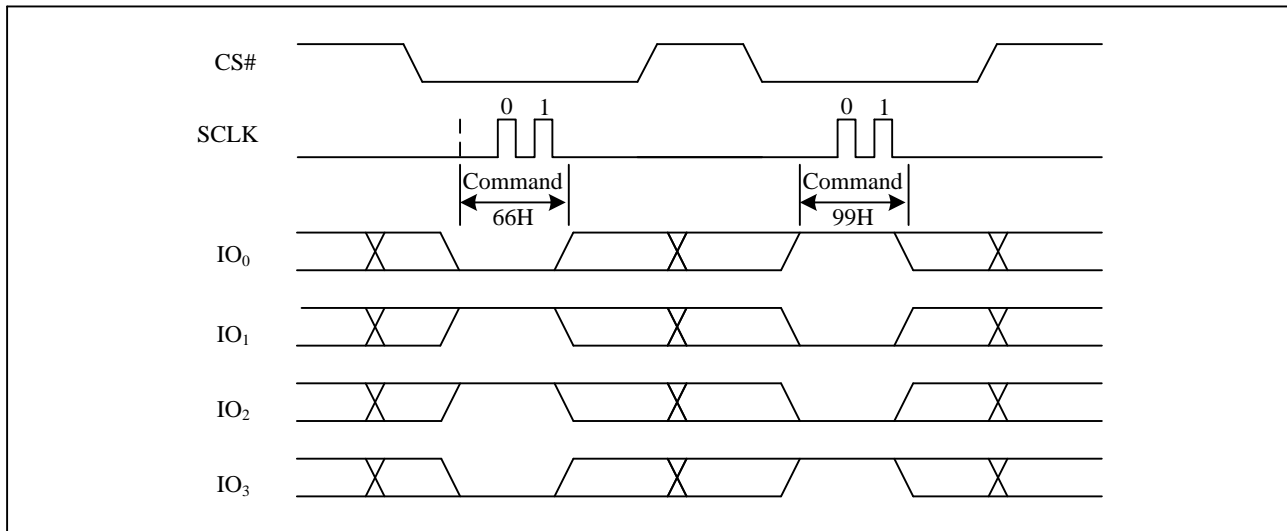 CS#
0 1 0 1
SCLK
Command Command
66H 99H
IO₀
IO₁
IO₂
IO₃